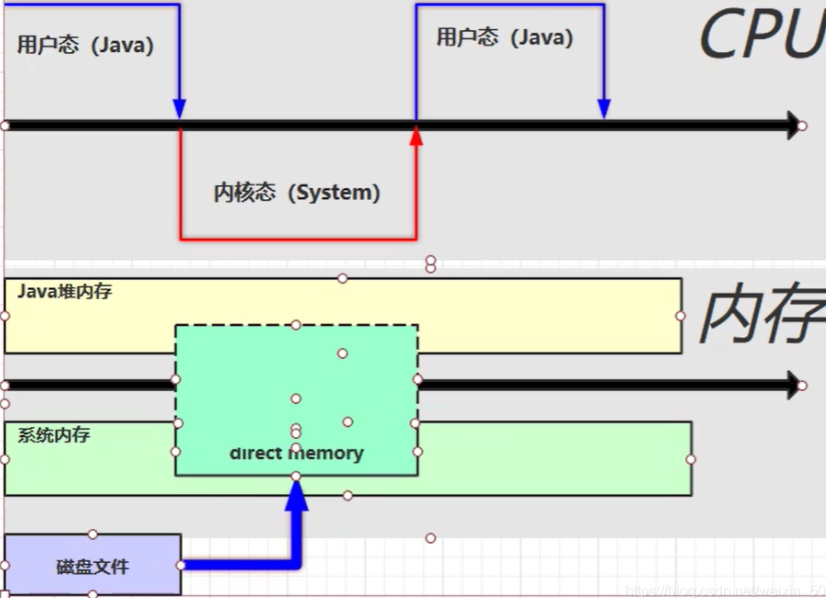 用户态（Java）
用户态（Java）
CPU
内核态（System）
Java堆内存
内存
系统内存
direct memory
磁盘文件
https://blog.csdn.net/weixin_50